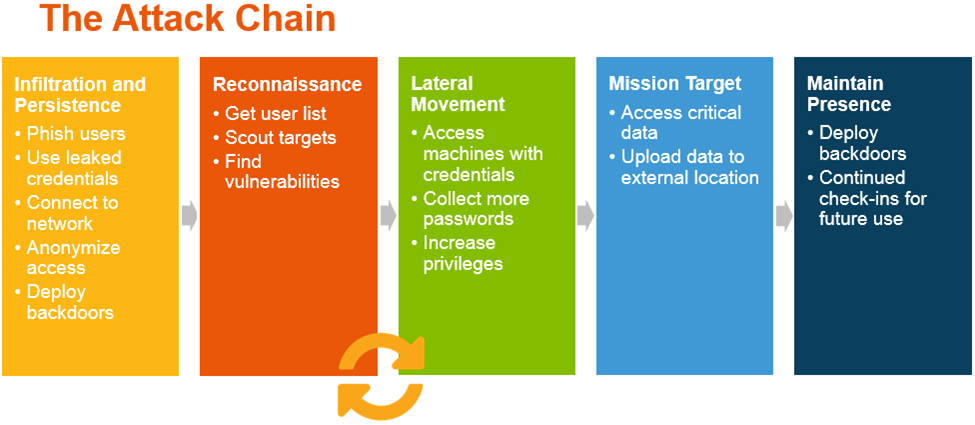 The Attack Chain
Infiltration and
Persistence
• Phish users
• Use leaked
credentials
• Connect to
network
• Anonymize
access
• Deploy
backdoors
Reconnaissance
• Get user list
• Scout targets
• Find
vulnerabilities
Lateral
Movement
• Access
machines with
credentials
• Collect more
passwords
• Increase
privileges
Mission Target
• Access critical
data
• Upload data to
external location
Maintain
Presence
• Deploy
backdoors
• Continued
check-ins for
future use